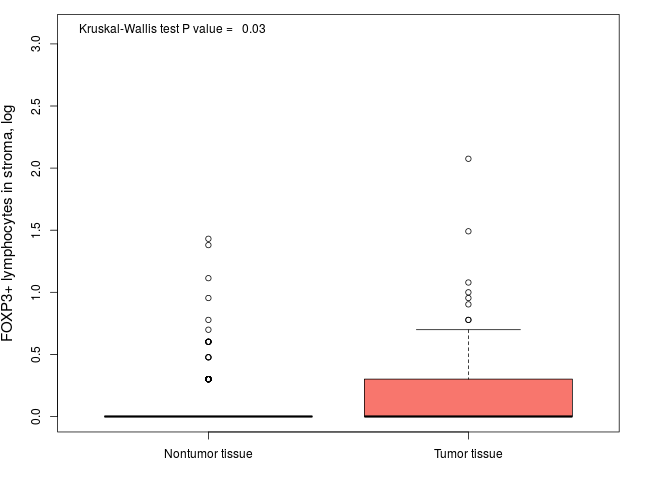 Kruskal-Wallis test P value = 0.03
FOXP3+ lymphocytes in stroma, log
3.0
2.5
2.0
1.5
1.0
0.5
0.0
Nontumor tissue
Tumor tissue